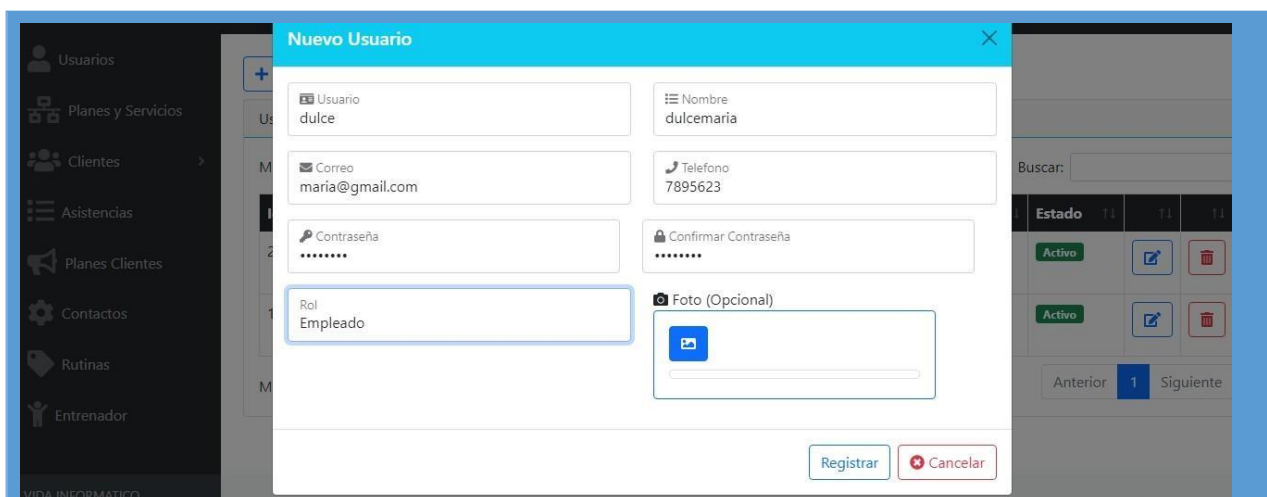 Nuevo Usuario
Usuarios
Planes y Servicios
Clientes
Asistencias
Planes Clientes
Contactos
Rutinas
Entrenador
VIDA INFORMATICO
Usuario
dulce
Nombre
dulcemaria
Correo
maria@gmail.com
Telefono
7895623
Contraseña
••••••••
Confirmar Contraseña
••••••••
Rol
Empleado
Foto (Opcional)
Registrar
Cancelar
Buscar:
Estado
Activo
Activo
Anterior 1 Siguiente